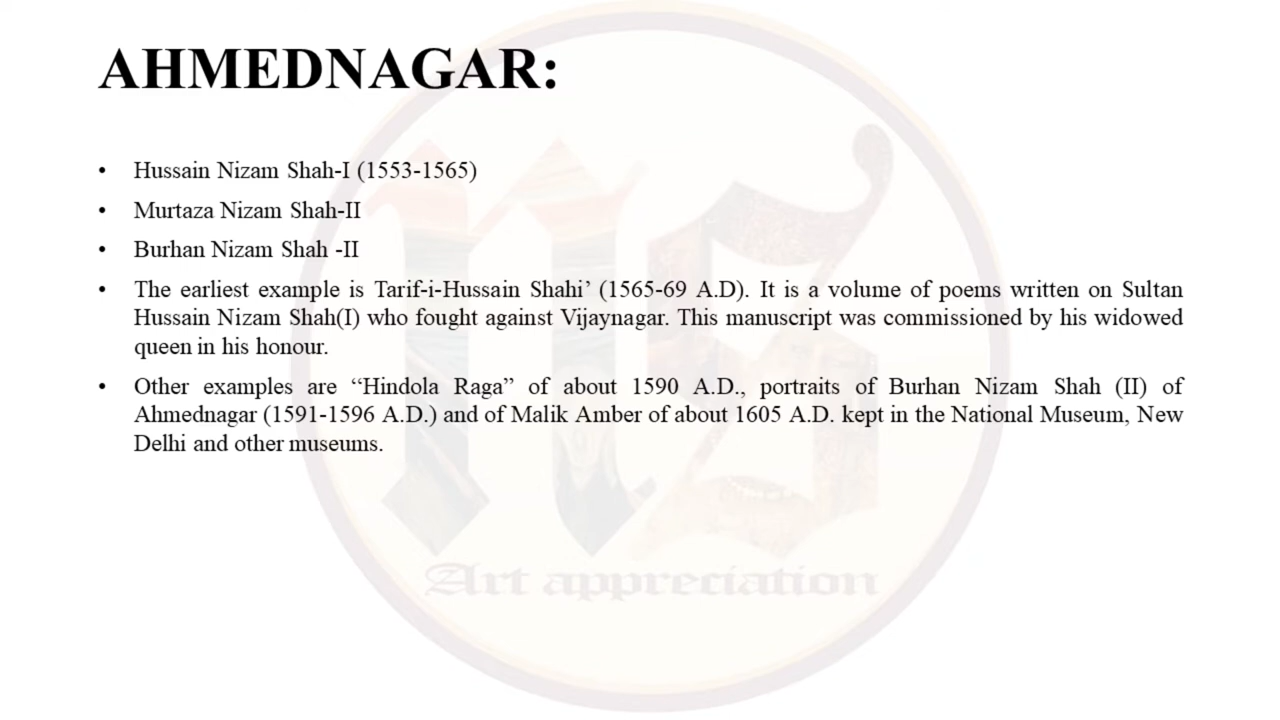 AHMEDNAGAR:
• Hussain Nizam Shah-I (1553-1565)
• Murtaza Nizam Shah-II
• Burhan Nizam Shah -II
• The earliest example is Tarif-i-Hussain Shahi’ (1565-69 A.D). It is a volume of poems written on Sultan
Hussain Nizam Shah(I) who fought against Vijaynagar. This manuscript was commissioned by his widowed
queen in his honour.
• Other examples are “Hindola Raga” of about 1590 A.D., portraits of Burhan Nizam Shah (II) of
Ahmednagar (1591-1596 A.D.) and of Malik Amber of about 1605 A.D. kept in the National Museum, New
Delhi and other museums.
nS
Art appreciation